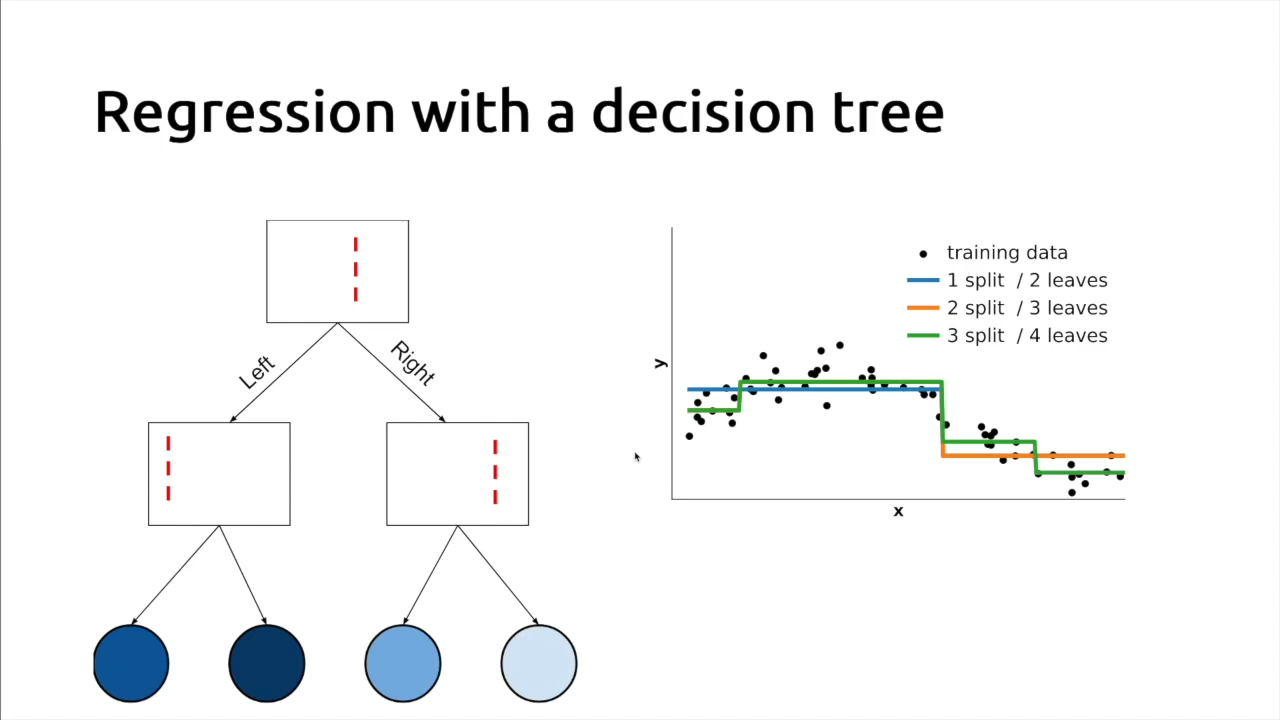 Regression with a decision tree
Left
Right
training data
1 split / 2 leaves
2 split / 3 leaves
3 split / 4 leaves
y
x